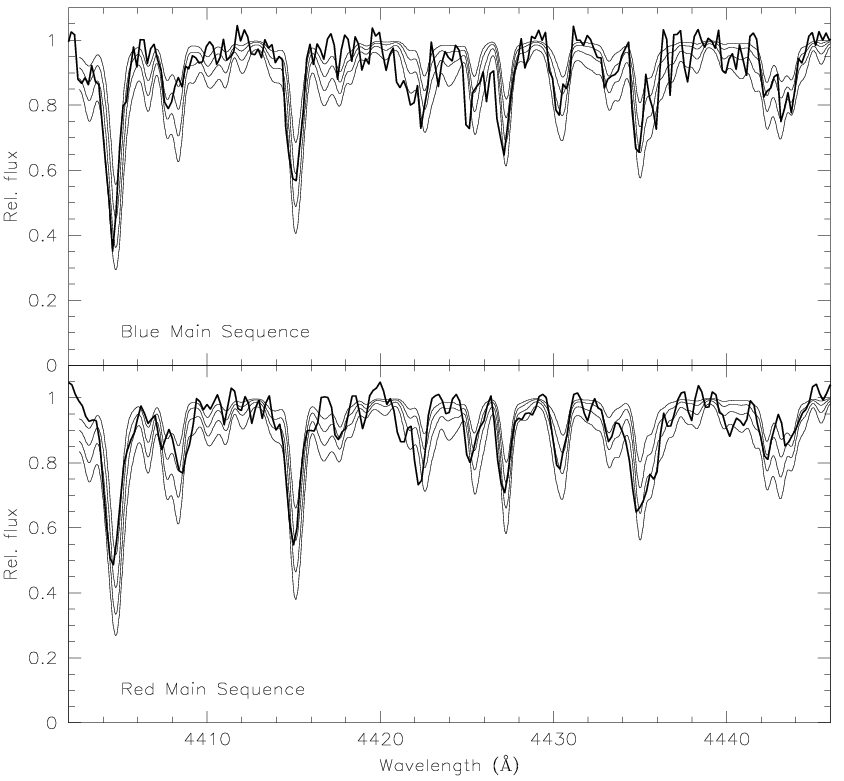 1
0.8
0.6
0.4
0.2
0
Rel. flux
Blue Main Sequence
1
0.8
0.6
0.4
0.2
0
Rel. flux
Red Main Sequence
4410 4420 4430 4440
Wavelength (Å)